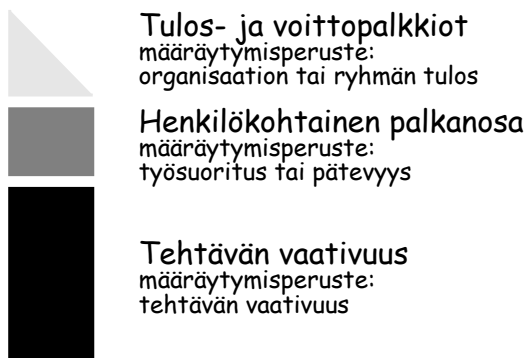 Tulos- ja voittopalkkiot
määräytymisperuste:
organisaation tai ryhmän tulos
Henkilökohtainen palkanosa
määräytymisperuste:
työsuoritus tai pätevyys
Tehtävän vaativuus
määräytymisperuste:
tehtävän vaativuus